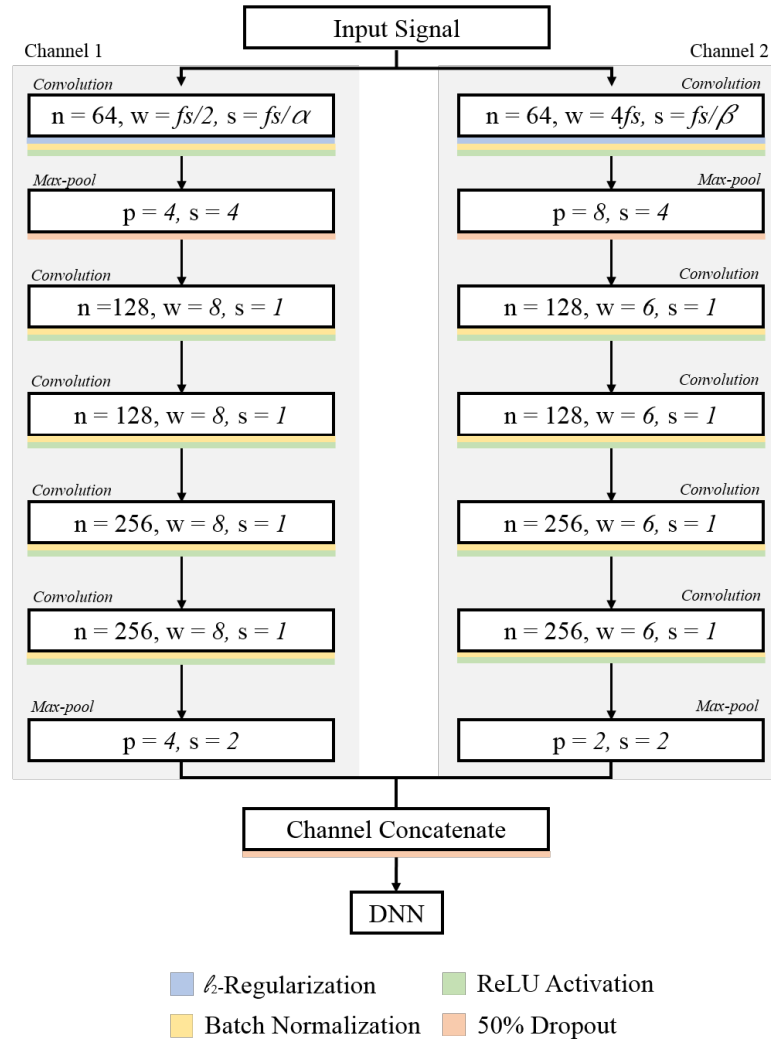 Input Signal
Channel 1
Channel 2
Convolution
n = 64, w = fs/2, s = fs/α
Max-pool
p = 4, s = 4
Convolution
n =128, w = 8, s = 1
Convolution
n = 128, w = 8, s = 1
Convolution
n = 256, w = 8, s = 1
Convolution
n = 256, w = 8, s = 1
Max-pool
p = 4, s = 2
Convolution
n = 64, w = 4fs, s = fs/β
Max-pool
p = 8, s = 4
Convolution
n = 128, w = 6, s = 1
Convolution
n = 128, w = 6, s = 1
Convolution
n = 256, w = 6, s = 1
Convolution
n = 256, w = 6, s = 1
Max-pool
p = 2, s = 2
Channel Concatenate
DNN
ℓ₂-Regularization
ReLU Activation
Batch Normalization
50% Dropout